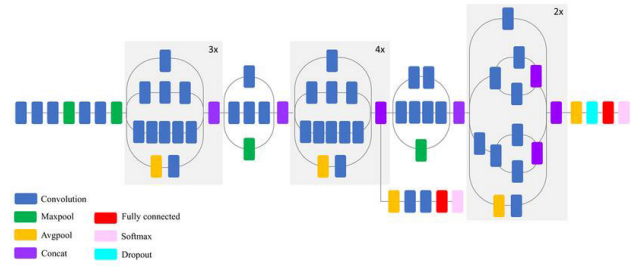 3x
4x
2x
Convolution
Maxpool
Avgpool
Concat
Fully connected
Softmax
Dropout